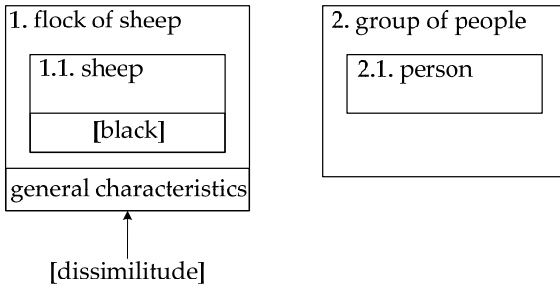 1. flock of sheep
1.1. sheep
[black]
general characteristics
[dissimilitude]
2. group of people
2.1. person